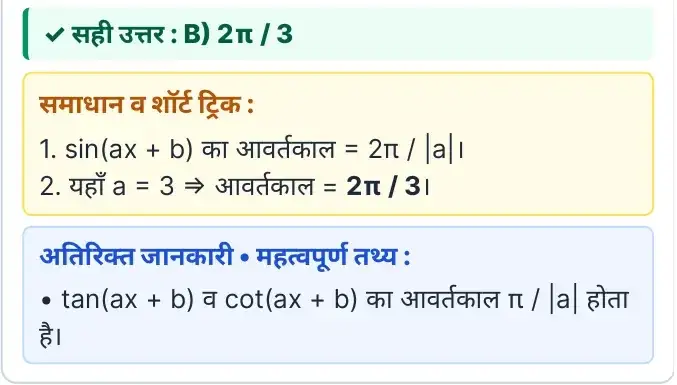 ✓ सही उत्तर : B) 2π / 3
समाधान व शॉर्ट ट्रिक :
1. sin(ax + b) का आवर्तकाल = 2π / |a|।
2. यहाँ a = 3 ⇒ आवर्तकाल = 2π / 3।
अतिरिक्त जानकारी • महत्वपूर्ण तथ्य :
• tan(ax + b) व cot(ax + b) का आवर्तकाल π / |a| होता
है।